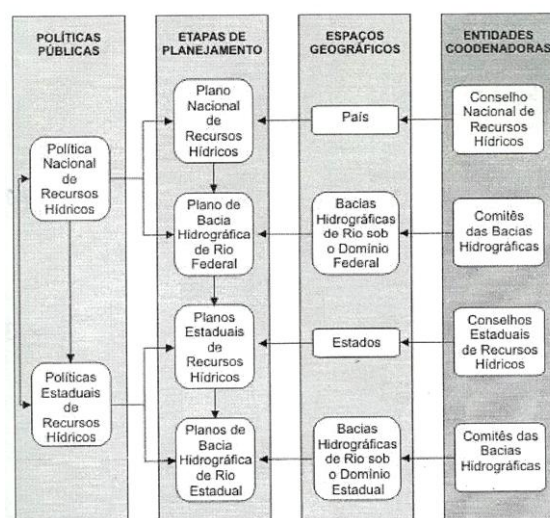 POLÍTICAS
PÚBLICAS
ETAPAS DE
PLANEJAMENTO
ESPAÇOS
GEOGRÁFICOS
ENTIDADES
COODENADORAS
Política
Nacional
de
Recursos
Hídricos
Políticas
Estaduais
de
Recursos
Hídricos
Plano
Nacional
de
Recursos
Hídricos
Plano de
Bacia
Hidrográfica
de Rio
Federal
Planos
Estaduais
de
Recursos
Hídricos
Planos de
Bacia
Hidrográfica
de Rio
Estadual
País
Bacias
Hidrográficas
de Rio sob
o Domínio
Federal
Estados
Bacias
Hidrográficas
de Rio sob
o Domínio
Estadual
Conselho
Nacional de
Recursos
Hídricos
Comitês
das Bacias
Hidrográficas
Conselhos
Estaduais
de Recursos
Hídricos
Comitês das
Bacias
Hidrográficas